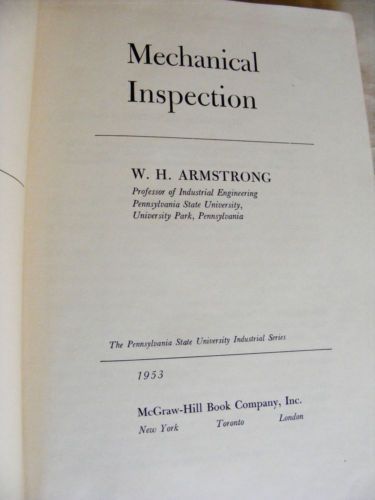 Mechanical
Inspection
W. H. ARMSTRONG
Professor of Industrial Engineering
Pennsylvania State University,
University Park, Pennsylvania
The Pennsylvania State University Industrial Series
1953
McGraw-Hill Book Company, Inc.
New York Toronto London